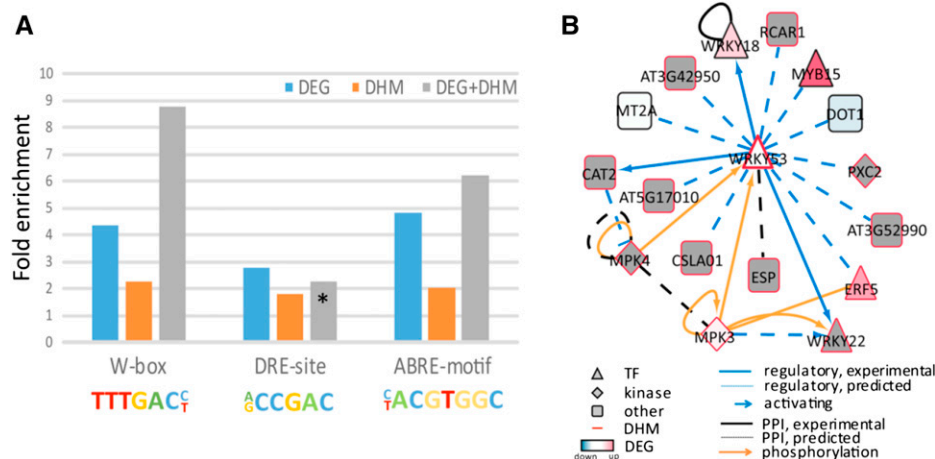 A
B
Fold enrichment
10
9
8
7
6
5
4
3
2
1
0
DEG DHM DEG+DHM
*
W-box DRE-site ABRE-motif
TTTGACC
T
A
GCCGAC
C
TACGTGGC
WRKY18
RCAR1
AT3G42950
MYB15
MT2A
DOT1
WRKY53
CAT2
PXC2
AT5G17010
AT3G52990
MPK4
CSLA01
ESP
ERF5
MPK3
WRKY22
TF
kinase
other
DHM
DEG
down up
regulatory, experimental
regulatory, predicted
activating
PPI, experimental
PPI, predicted
phosphorylation